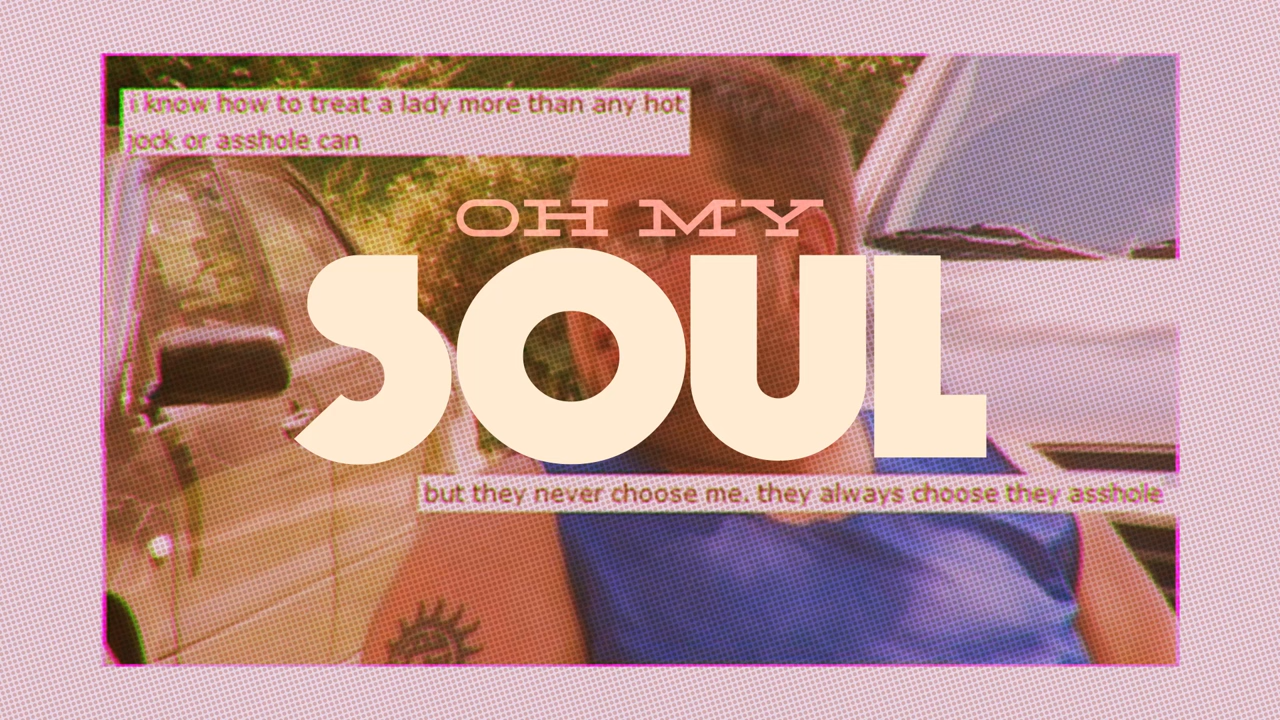 i know how to treat a lady more than any hot
jock or asshole can
OH MY
SOUL
but they never choose me. they always choose they asshole